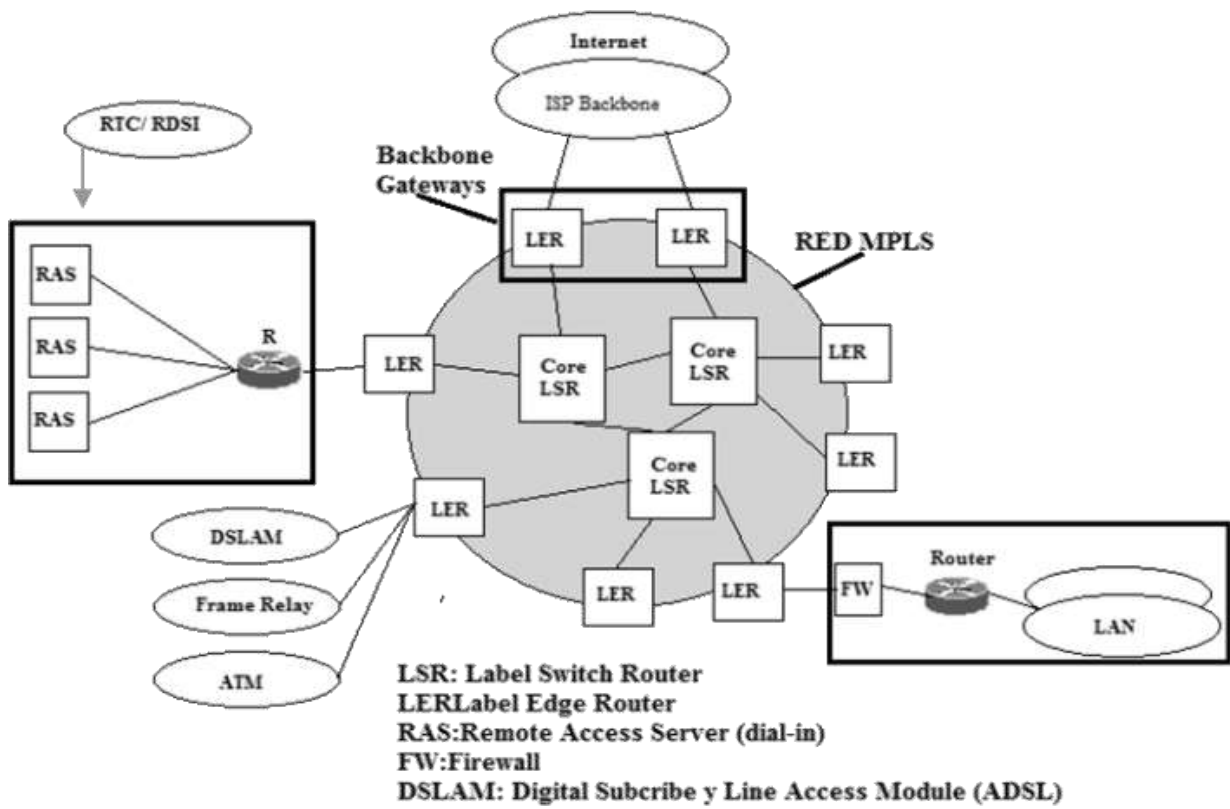 Internet
ISP Backbone
RTC/ RDSI
Backbone
Gateways
LER
LER
RED MPLS
RAS
RAS
RAS
R
LER
Core
LSR
Core
LSR
LER
LER
Core
LSR
LER
DSLAM
Frame Relay
ATM
LER
LER
FW
Router
LAN
LSR: Label Switch Router
LERLabel Edge Router
RAS:Remote Access Server (dial-in)
FW:Firewall
DSLAM: Digital Subcribe y Line Access Module (ADSL)